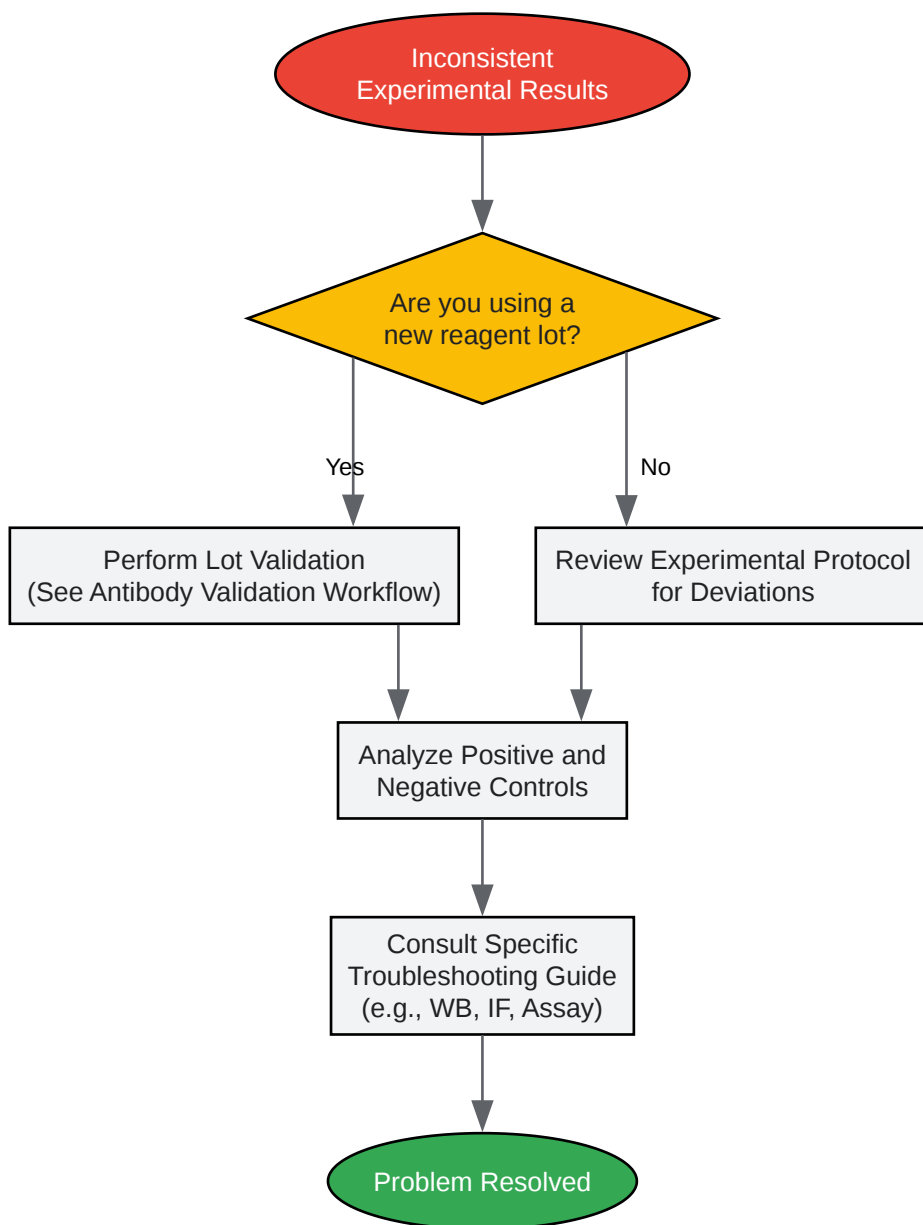 Inconsistent
Experimental Results
Are you using a
new reagent lot?
Yes
No
Perform Lot Validation
(See Antibody Validation Workflow)
Review Experimental Protocol
for Deviations
Analyze Positive and
Negative Controls
Consult Specific
Troubleshooting Guide
(e.g., WB, IF, Assay)
Problem Resolved